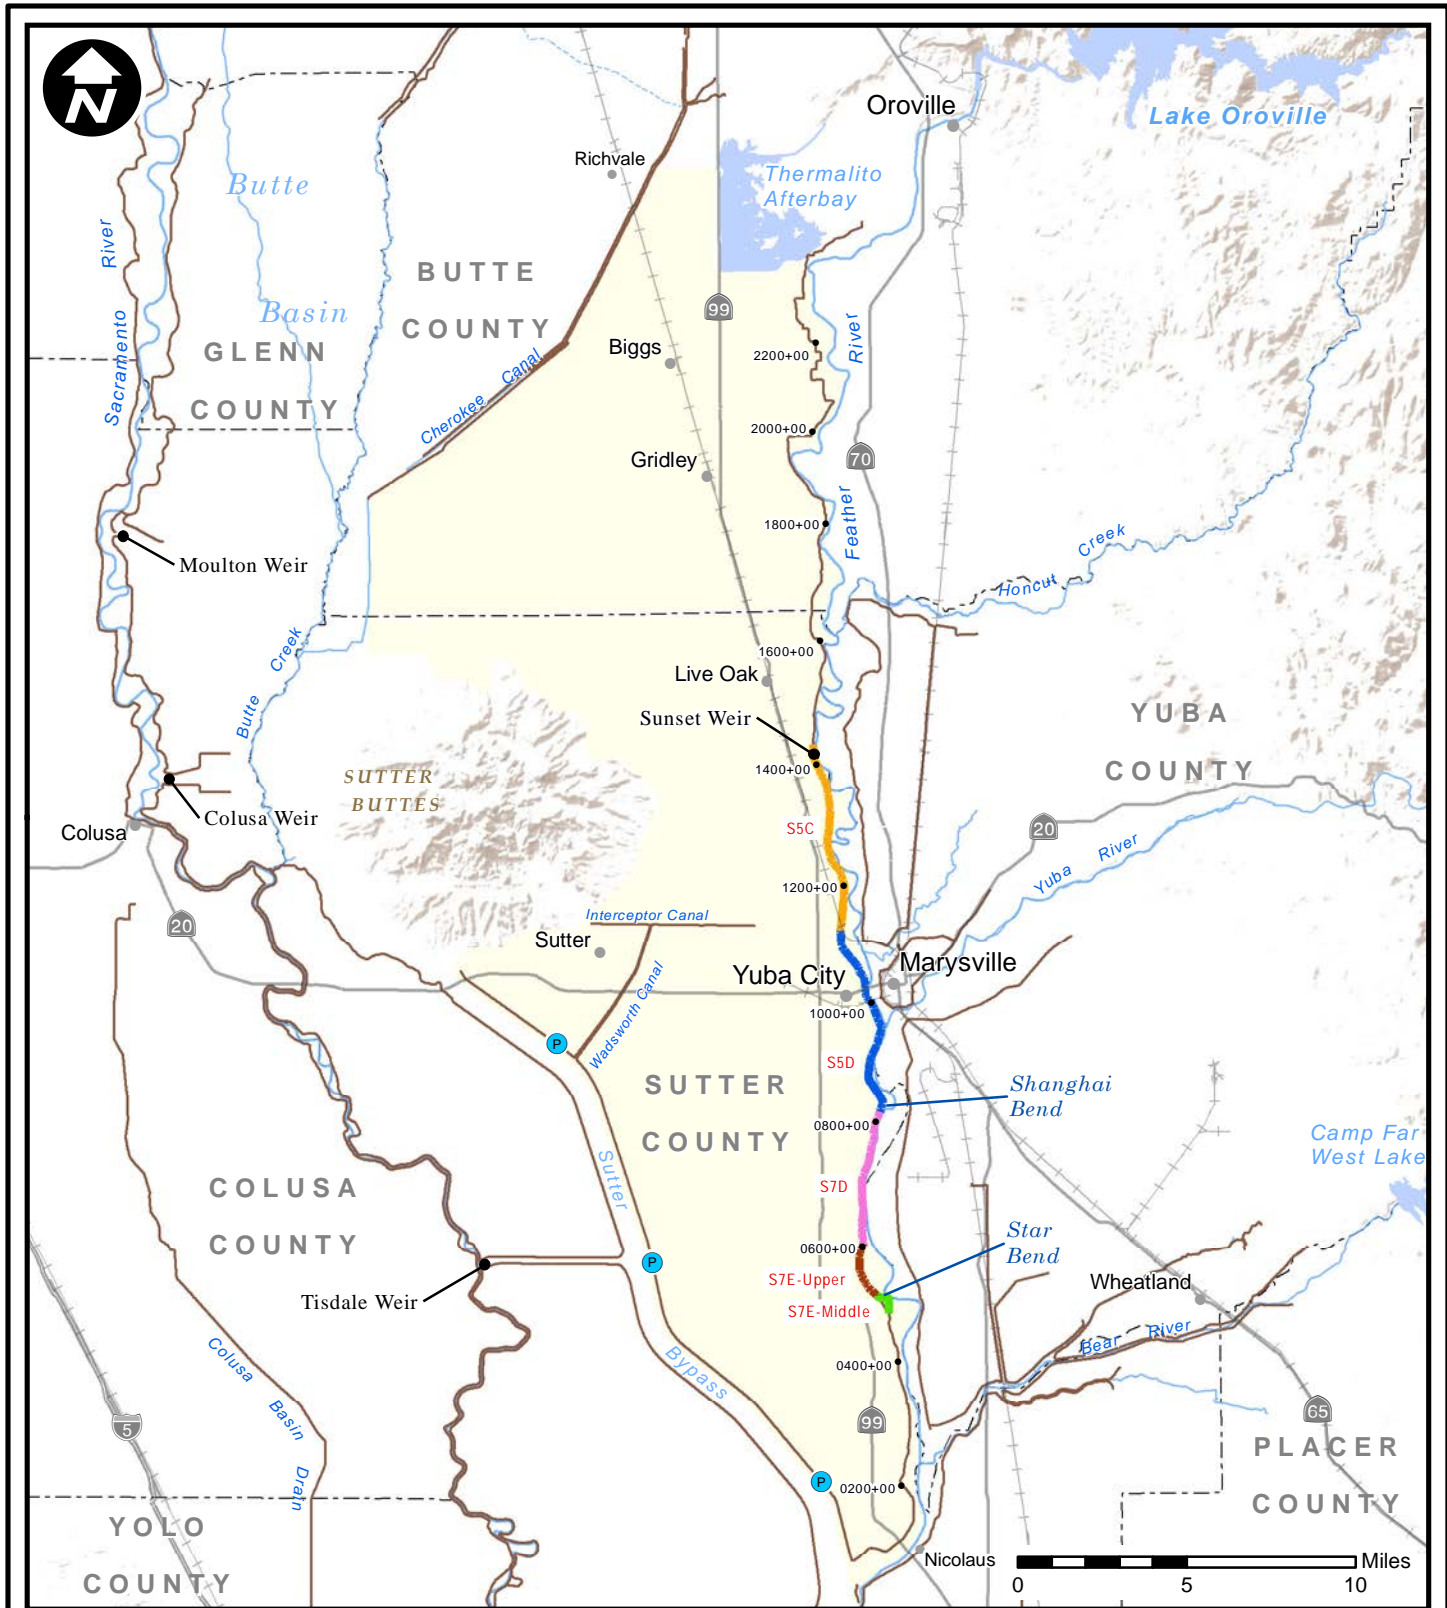 N
Oroville
Lake Oroville
Richvale
Thermalito
Afterbay
Butte
Basin
Sacramento River
BUTTE
COUNTY
99
GLENN
COUNTY
Biggs
2200+00
Feather River
Cherokee Canal
2000+00
Gridley
70
1800+00
Honcut Creek
Moulton Weir
Butte Creek
1600+00
Live Oak
Sunset Weir
YUBA
COUNTY
1400+00
SUTTER
BUTTES
Colusa Weir
Colusa
S5C
20
Yuba River
1200+00
Interceptor Canal
20
Sutter
Wadsworth Canal
Yuba City
Marysville
1000+00
P
S5D
SUTTER
COUNTY
Shanghai
Bend
0800+00
Camp Far
West Lake
COLUSA
COUNTY
Sutter Bypass
S7D
Star
Bend
0600+00
P
S7E-Upper
S7E-Middle
Wheatland
Tisdale Weir
Bear River
Colusa Basin Drain
0400+00
5
99
65
PLACER
COUNTY
P
0200+00
YOLO
COUNTY
Nicolaus
Miles
0 5 10